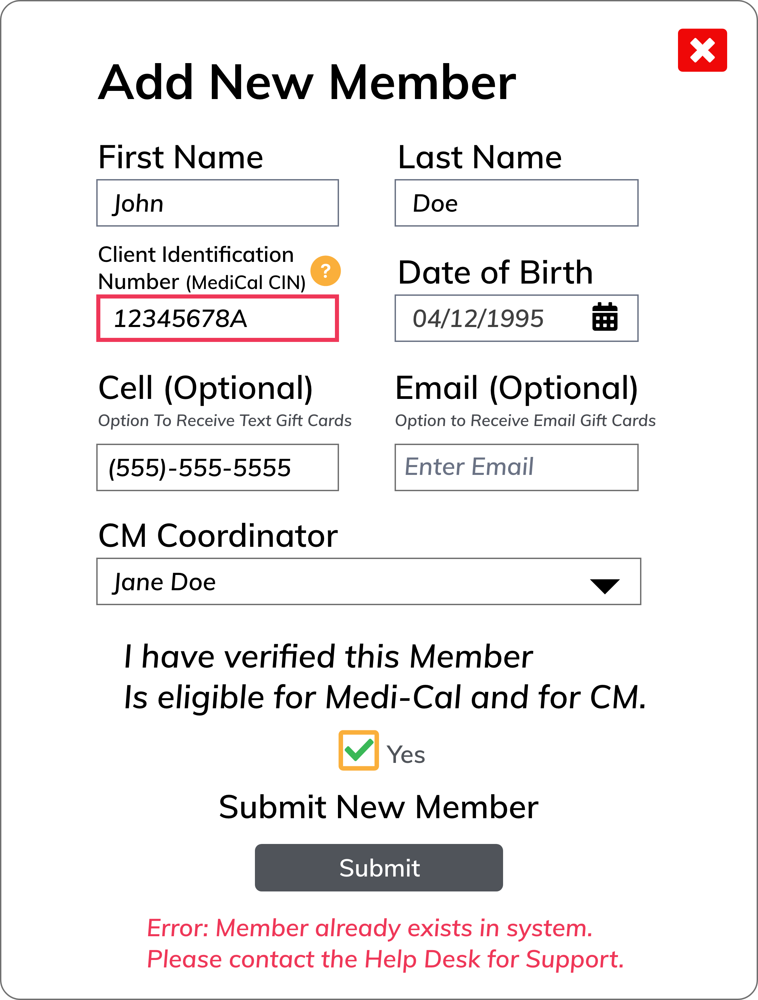 Add New Member
First Name
Last Name
John
Doe
Client Identification
Number (MediCal CIN)
?
Date of Birth
12345678A
04/12/1995
Cell (Optional)
Email (Optional)
Option To Receive Text Gift Cards
Option to Receive Email Gift Cards
(555)-555-5555
Enter Email
CM Coordinator
Jane Doe
I have verified this Member
Is eligible for Medi-Cal and for CM.
Yes
Submit New Member
Submit
Error: Member already exists in system.
Please contact the Help Desk for Support.